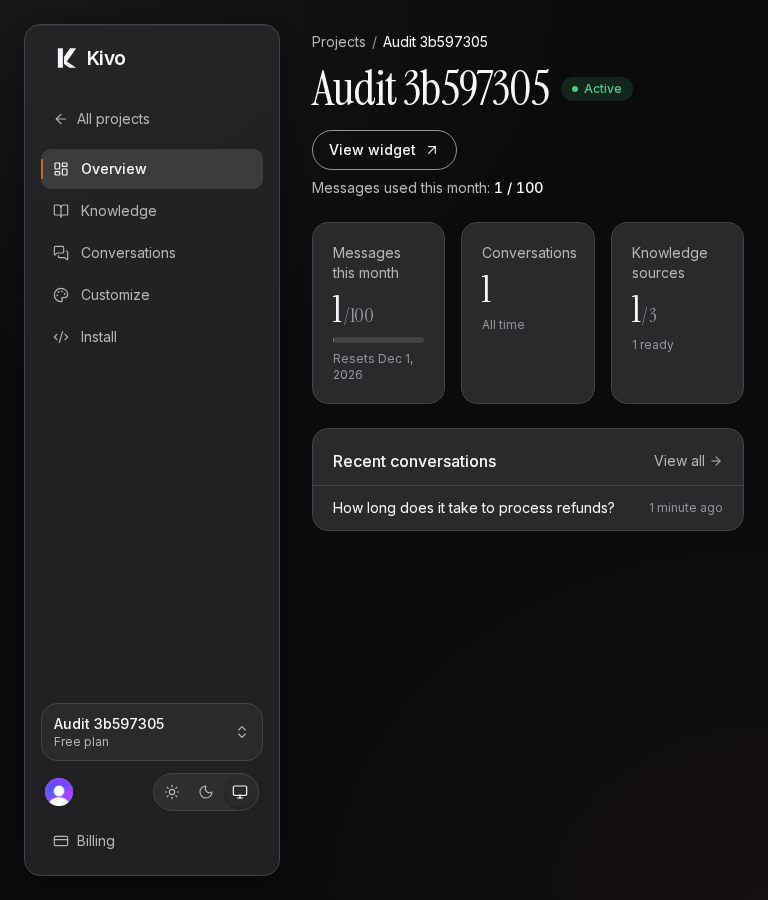 Kivo
All projects
Overview
Knowledge
Conversations
Customize
Install
Audit 3b597305
Free plan
Billing
Projects / Audit 3b597305
Audit 3b597305
Active
View widget
Messages used this month: 1 / 100
Messages
this month
1 /100
Resets Dec 1,
2026
Conversations
1
All time
Knowledge
sources
1 / 3
1 ready
Recent conversations
View all
How long does it take to process refunds?
1 minute ago